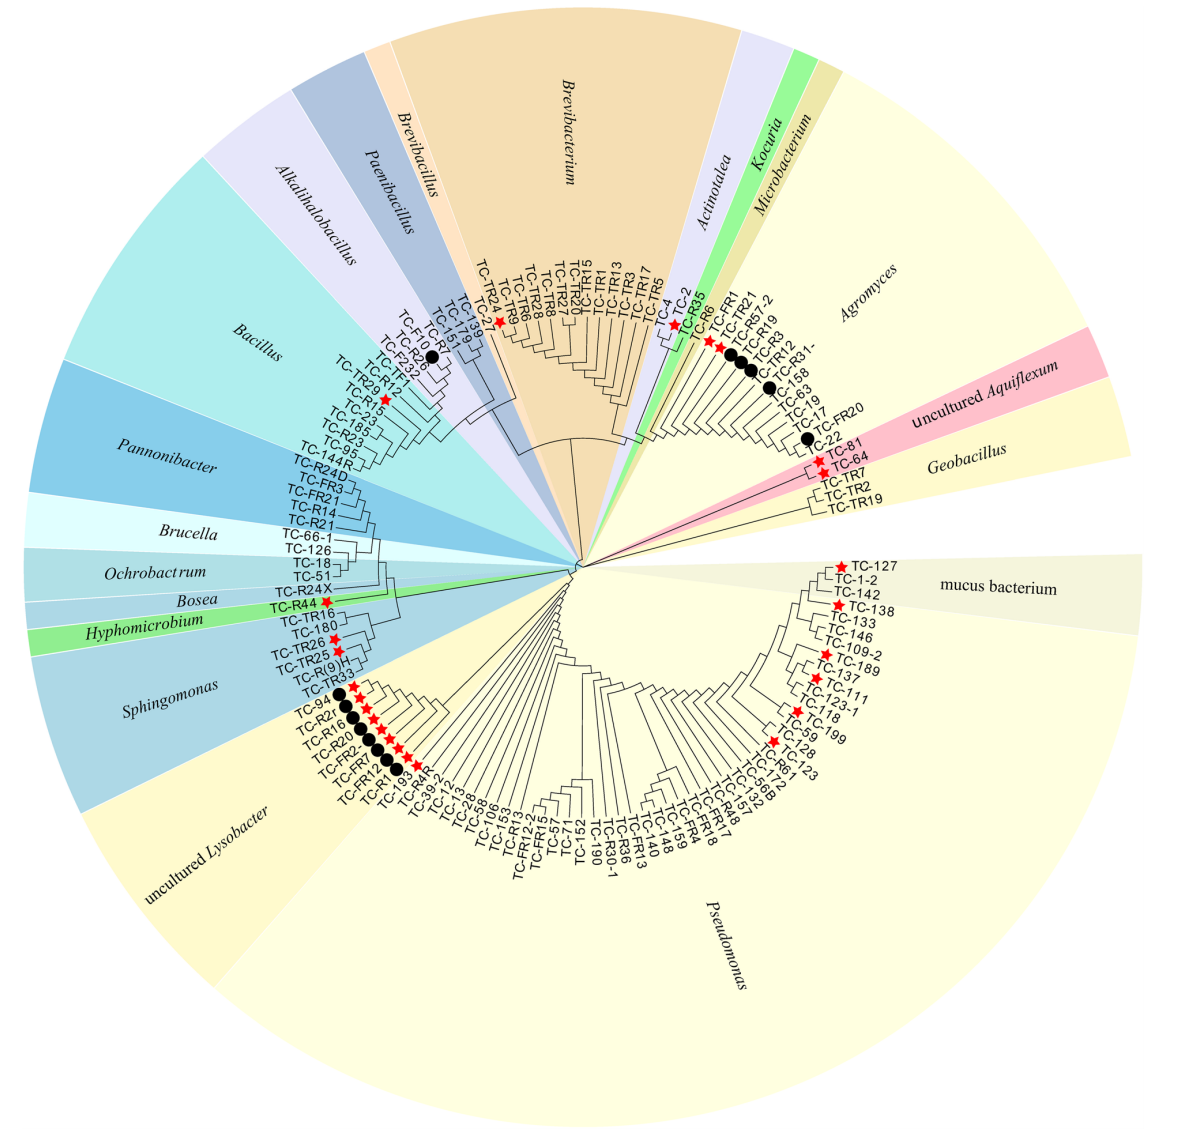 Brevibacterium
Actinotalea
Kocuria
Microbacterium
Agromyces
uncultured Aquiflexum
Geobacillus
mucus bacterium
Pseudomonas
uncultured Lysobacter
Sphingomonas
Hyphomicrobium
Bosea
Ochrobactrum
Brucella
Pannonibacter
Bacillus
Alkalihalobacillus
Paenibacillus
Brevibacillus
TC-27
TC-TR24
TC-TR9
TC-TR6
TC-TR28
TC-TR8
TC-TR27
TC-TR20
TC-TR15
TC-TR1
TC-TR13
TC-TR3
TC-TR17
TC-TR5
TC-4
TC-2
TC-R35
TC-R6
TC-FR1
TC-TR21
TC-R57-2
TC-R19
TC-R3
TC-TR12
TC-R31-
TC-158
TC-63
TC-19
TC-17
TC-FR20
TC-22
TC-81
TC-64
TC-TR7
TC-TR2
TC-TR19
TC-127
TC-1-2
TC-142
TC-138
TC-133
TC-146
TC-109-2
TC-189
TC-137
TC-111
TC-123-1
TC-118
TC-199
TC-59
TC-128
TC-123
TC-R61
TC-172
TC-56B
TC-132
TC-157
TC-R48
TC-FR17
TC-FR18
TC-FR4
TC-159
TC-148
TC-140
TC-FR13
TC-R36
TC-R30-1
TC-190
TC-152
TC-71
TC-57
TC-FR15
TC-FR12-2
TC-R13
TC-153
TC-106
TC-58
TC-28
TC-13
TC-12
TC-39-2
TC-R4R
TC-193
TC-R1
TC-FR12
TC-FR7
TC-FR2-
TC-R20
TC-R16
TC-R2r
TC-94
TC-TR33
TC-R(9)H
TC-TR25
TC-TR26
TC-180
TC-TR16
TC-R44
TC-R24X
TC-51
TC-18
TC-126
TC-66-1
TC-R21
TC-R14
TC-FR21
TC-FR3
TC-R24D
TC-144R
TC-95
TC-R23
TC-185
TC-23
TC-R15
TC-TR29
TC-R12
TC-TF1
TC-F232
TC-R26
TC-F10
TC-R7
TC-151
TC-179
TC-139